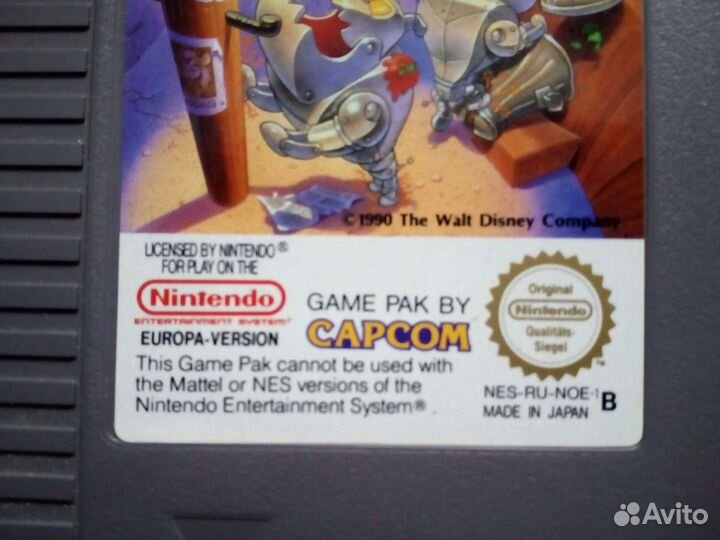 ©1990 The Walt Disney Company
LICENSED BY NINTENDO®
FOR PLAY ON THE
Nintendo
ENTERTAINMENT SYSTEM®
EUROPA-VERSION
GAME PAK BY
CAPCOM
This Game Pak cannot be used with
the Mattel or NES versions of the
Nintendo Entertainment System®.
Original
Nintendo
Qualitäts-
Siegel
™
NES-RU-NOE-1
MADE IN JAPAN
B
Avito